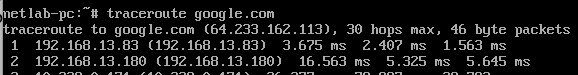 netlab-pc:~# traceroute google.com
traceroute to google.com (64.233.162.113), 30 hops max, 46 byte packets
1 192.168.13.83 (192.168.13.83) 3.675 ms 2.407 ms 1.563 ms
2 192.168.13.180 (192.168.13.180) 16.563 ms 5.325 ms 5.645 ms